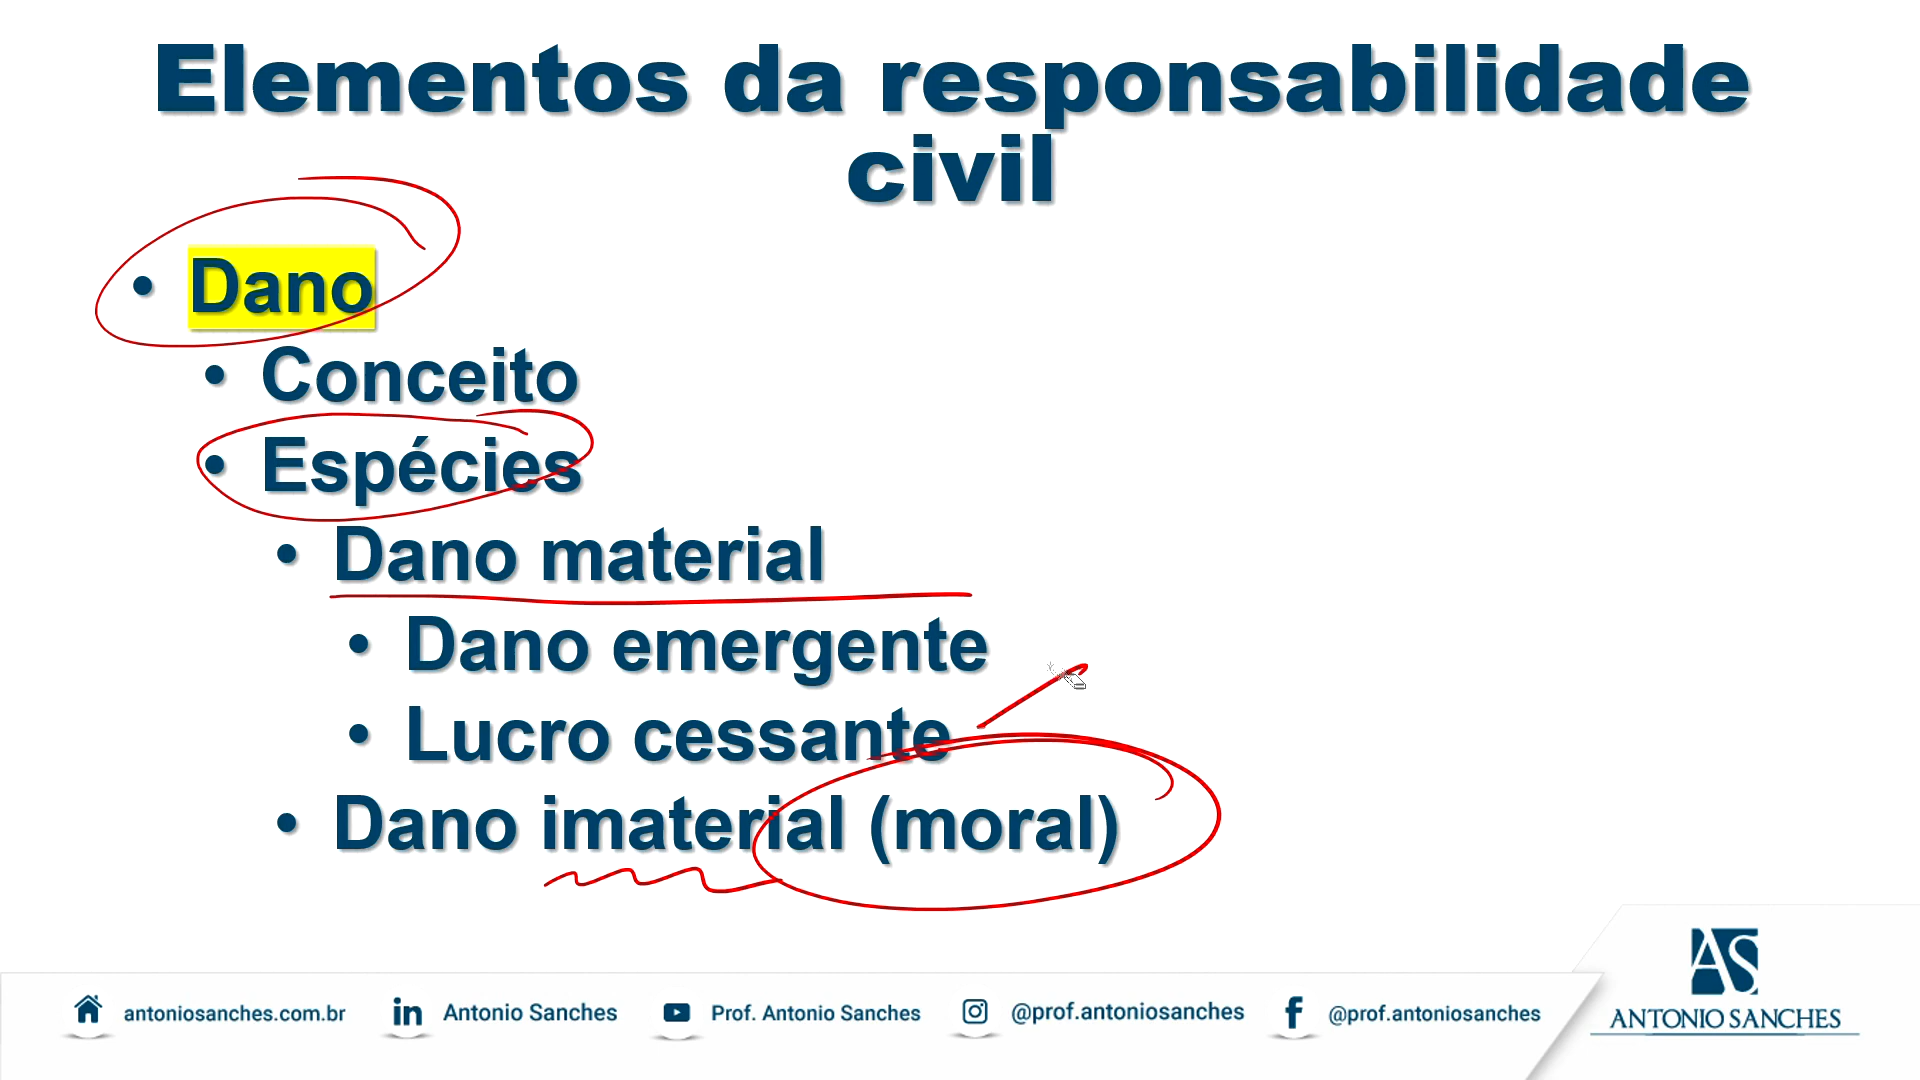 Elementos da responsabilidade
civil
• Dano
• Conceito
• Espécies
• Dano material
• Dano emergente
• Lucro cessante
• Dano imaterial (moral)
antoniosanches.com.br
in Antonio Sanches
Prof. Antonio Sanches
@prof.antoniosanches
f @prof.antoniosanches
AS
ANTONIO SANCHES